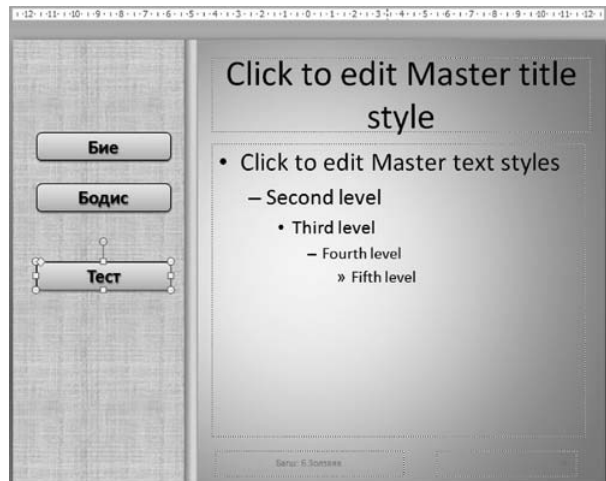 Бие
Бодис
Тест
Click to edit Master title
style
• Click to edit Master text styles
– Second level
• Third level
– Fourth level
» Fifth level